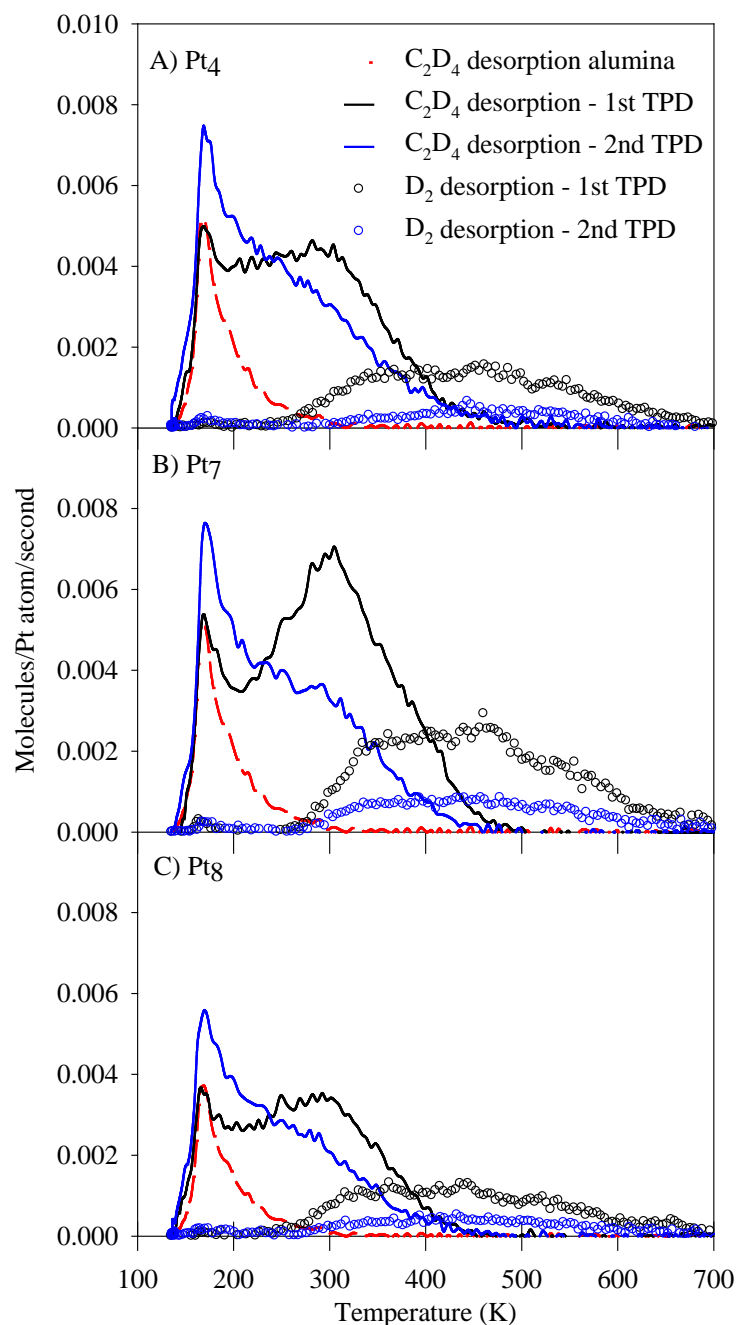 0.010
A) Pt4
C2D4 desorption alumina
C2D4 desorption - 1st TPD
C2D4 desorption - 2nd TPD
D2 desorption - 1st TPD
D2 desorption - 2nd TPD
0.008
0.006
0.004
0.002
0.000
B) Pt7
0.008
0.006
0.004
0.002
0.000
Molecules/Pt atom/second
C) Pt8
0.008
0.006
0.004
0.002
0.000
100 200 300 400 500 600 700
Temperature (K)